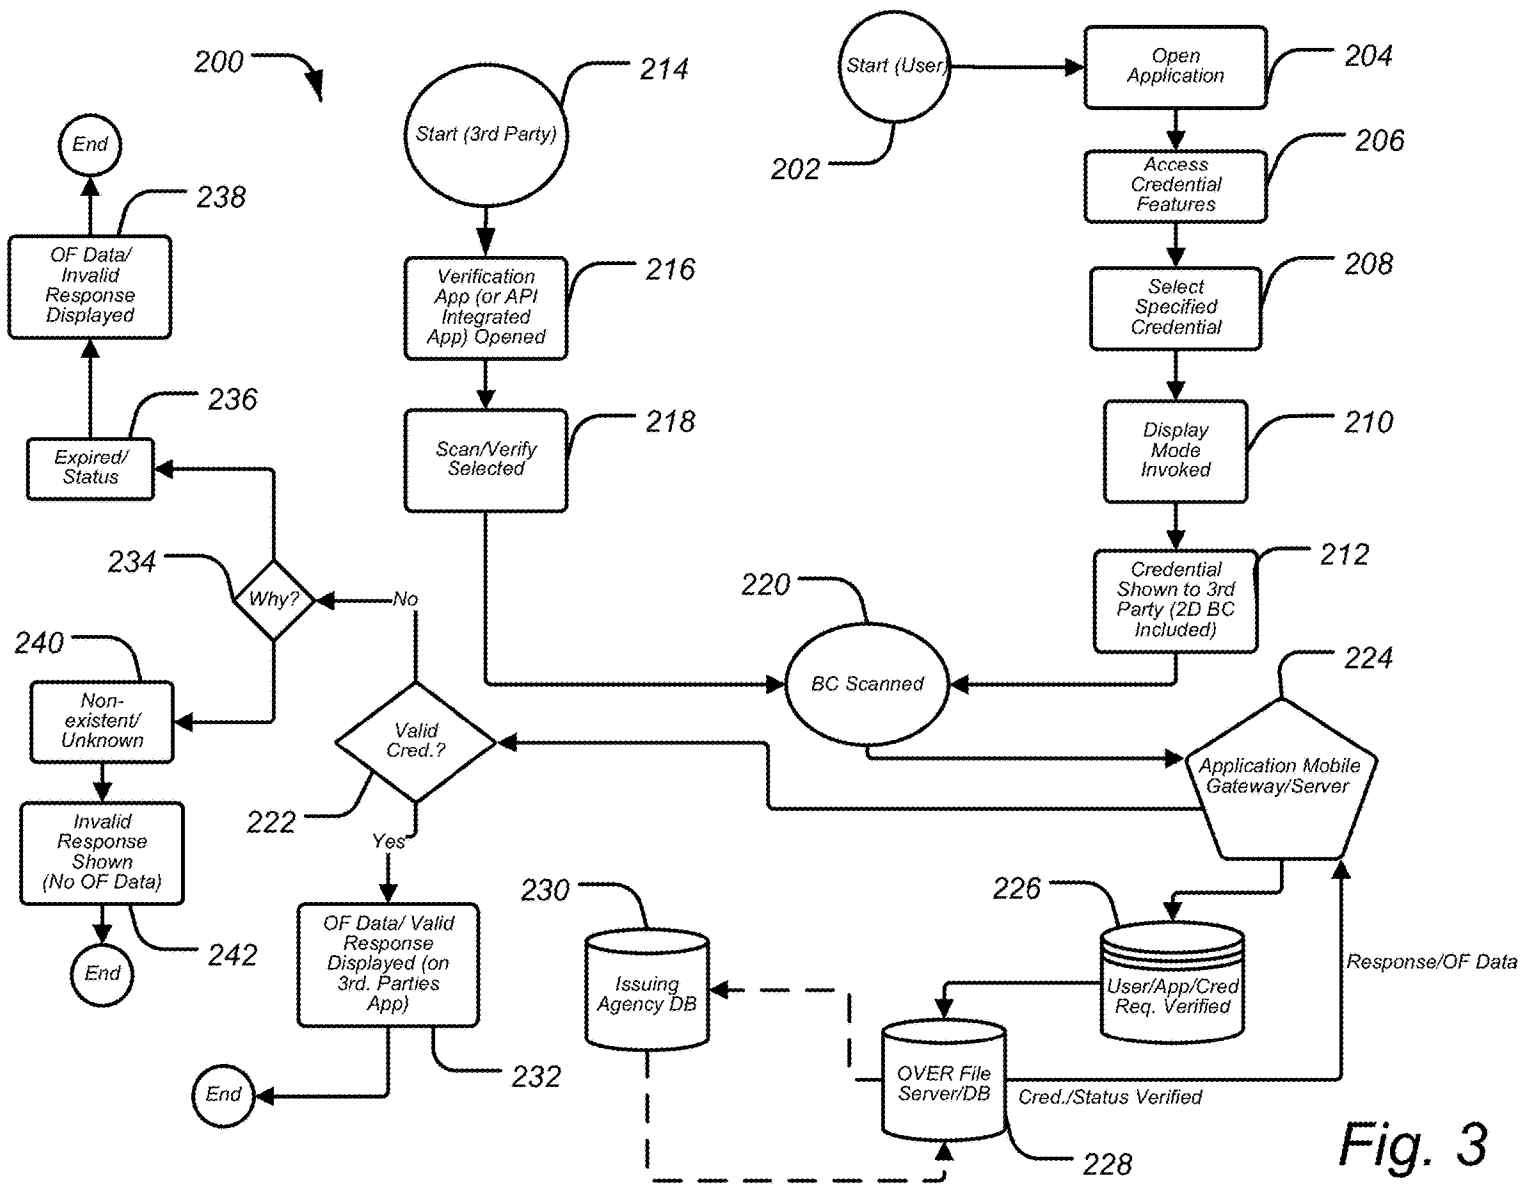 200
214
Start (3rd Party)
Start (User)
202
Open
Application
204
Access
Credential
Features
206
Select
Specified
Credential
208
Display
Mode
Invoked
210
Credential
Shown to 3rd
Party (2D BC
Included)
212
Verification
App (or API
Integrated
App) Opened
216
Scan/Verify
Selected
218
End
238
OF Data/
Invalid
Response
Displayed
236
Expired/
Status
234
Why?
No
240
Non-
existent/
Unknown
Invalid
Response
Shown
(No OF Data)
242
End
Valid
Cred.?
222
Yes
OF Data/ Valid
Response
Displayed (on
3rd. Parties
App)
232
End
220
BC Scanned
224
Application Mobile
Gateway/Server
226
User/App/Cred
Req. Verified
230
Issuing
Agency DB
OVER File
Server/DB
228
Cred./Status Verified
Response/OF Data
Fig. 3